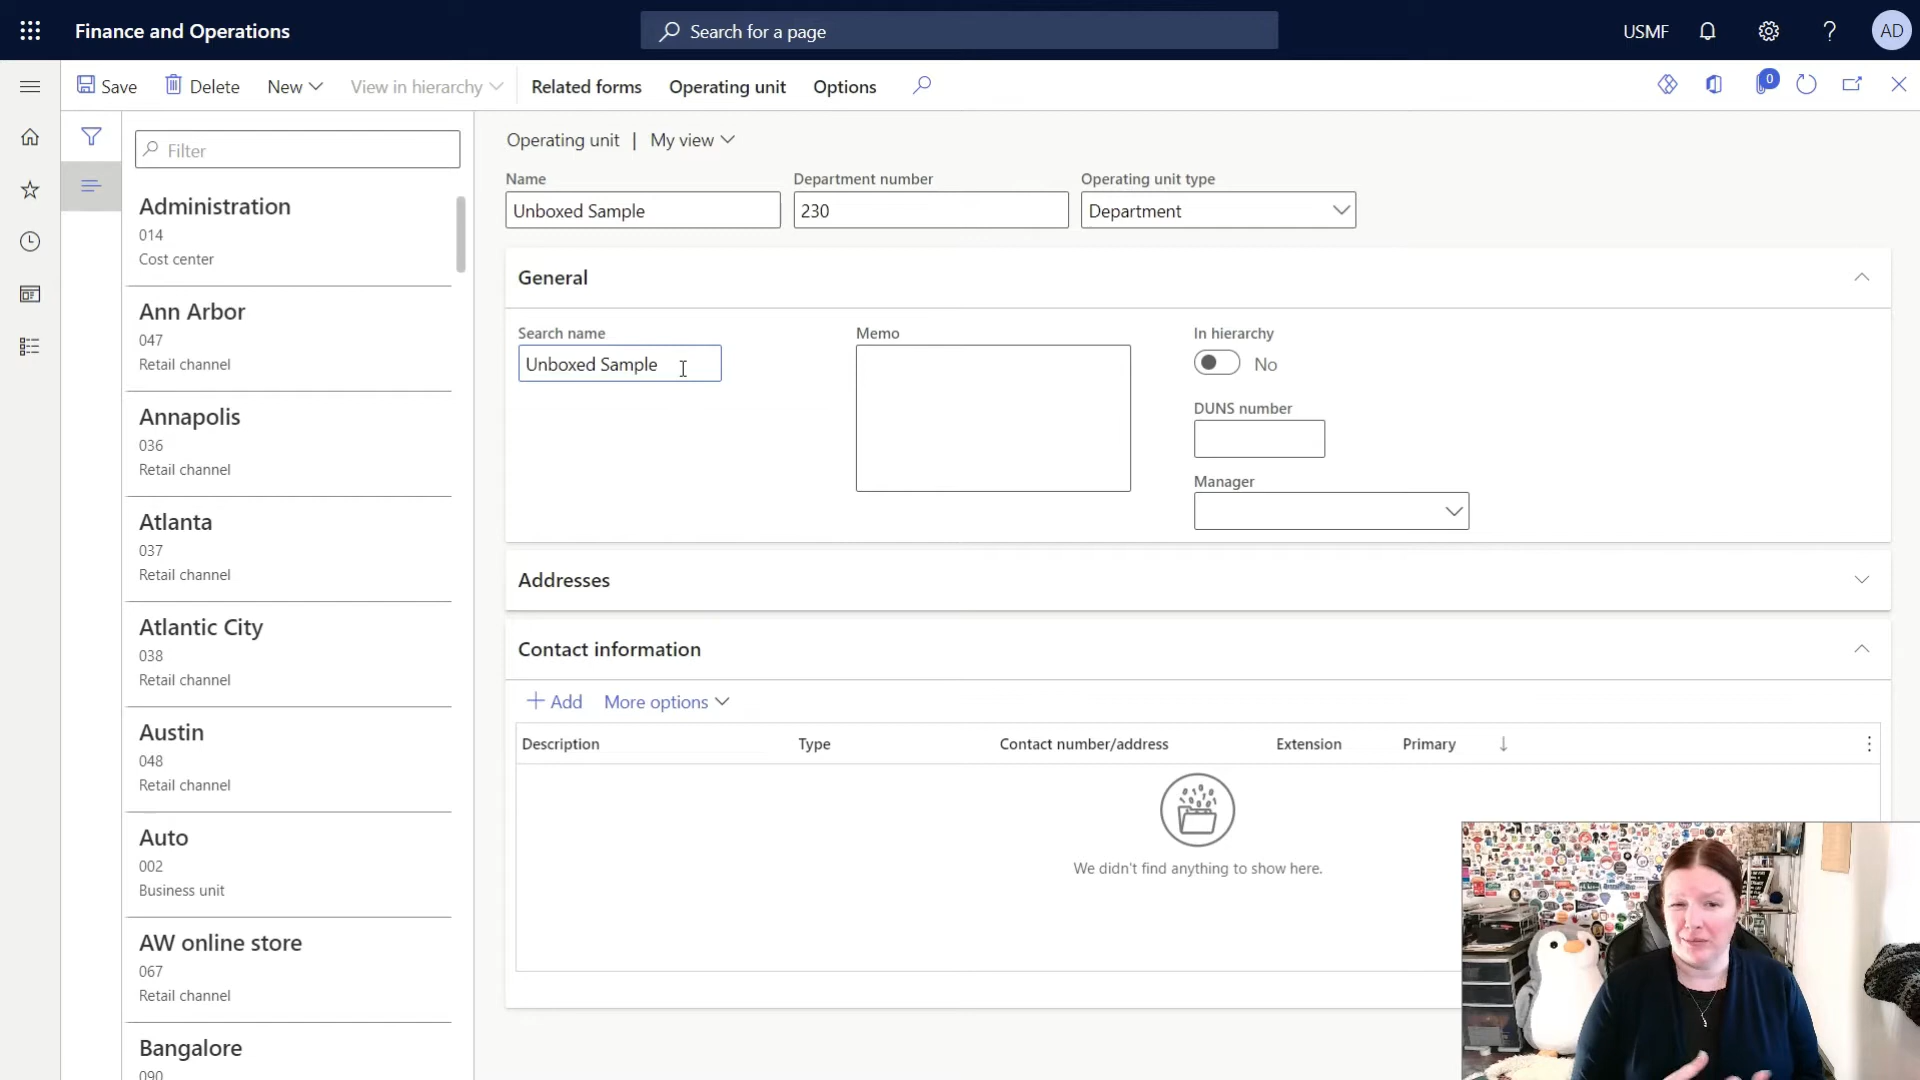 Finance and Operations
Search for a page
USMF
?
AD
Save
Delete
New
View in hierarchy
Related forms
Operating unit
Options
0
Filter
Administration
014
Cost center
Ann Arbor
047
Retail channel
Annapolis
036
Retail channel
Atlanta
037
Retail channel
Atlantic City
038
Retail channel
Austin
048
Retail channel
Auto
002
Business unit
AW online store
067
Retail channel
Bangalore
090
Operating unit | My view
Name
Department number
Operating unit type
Unboxed Sample
230
Department
General
Search name
Memo
In hierarchy
Unboxed Sample
No
DUNS number
Manager
Addresses
Contact information
+ Add
More options
Description
Type
Contact number/address
Extension
Primary
We didn't find anything to show here.